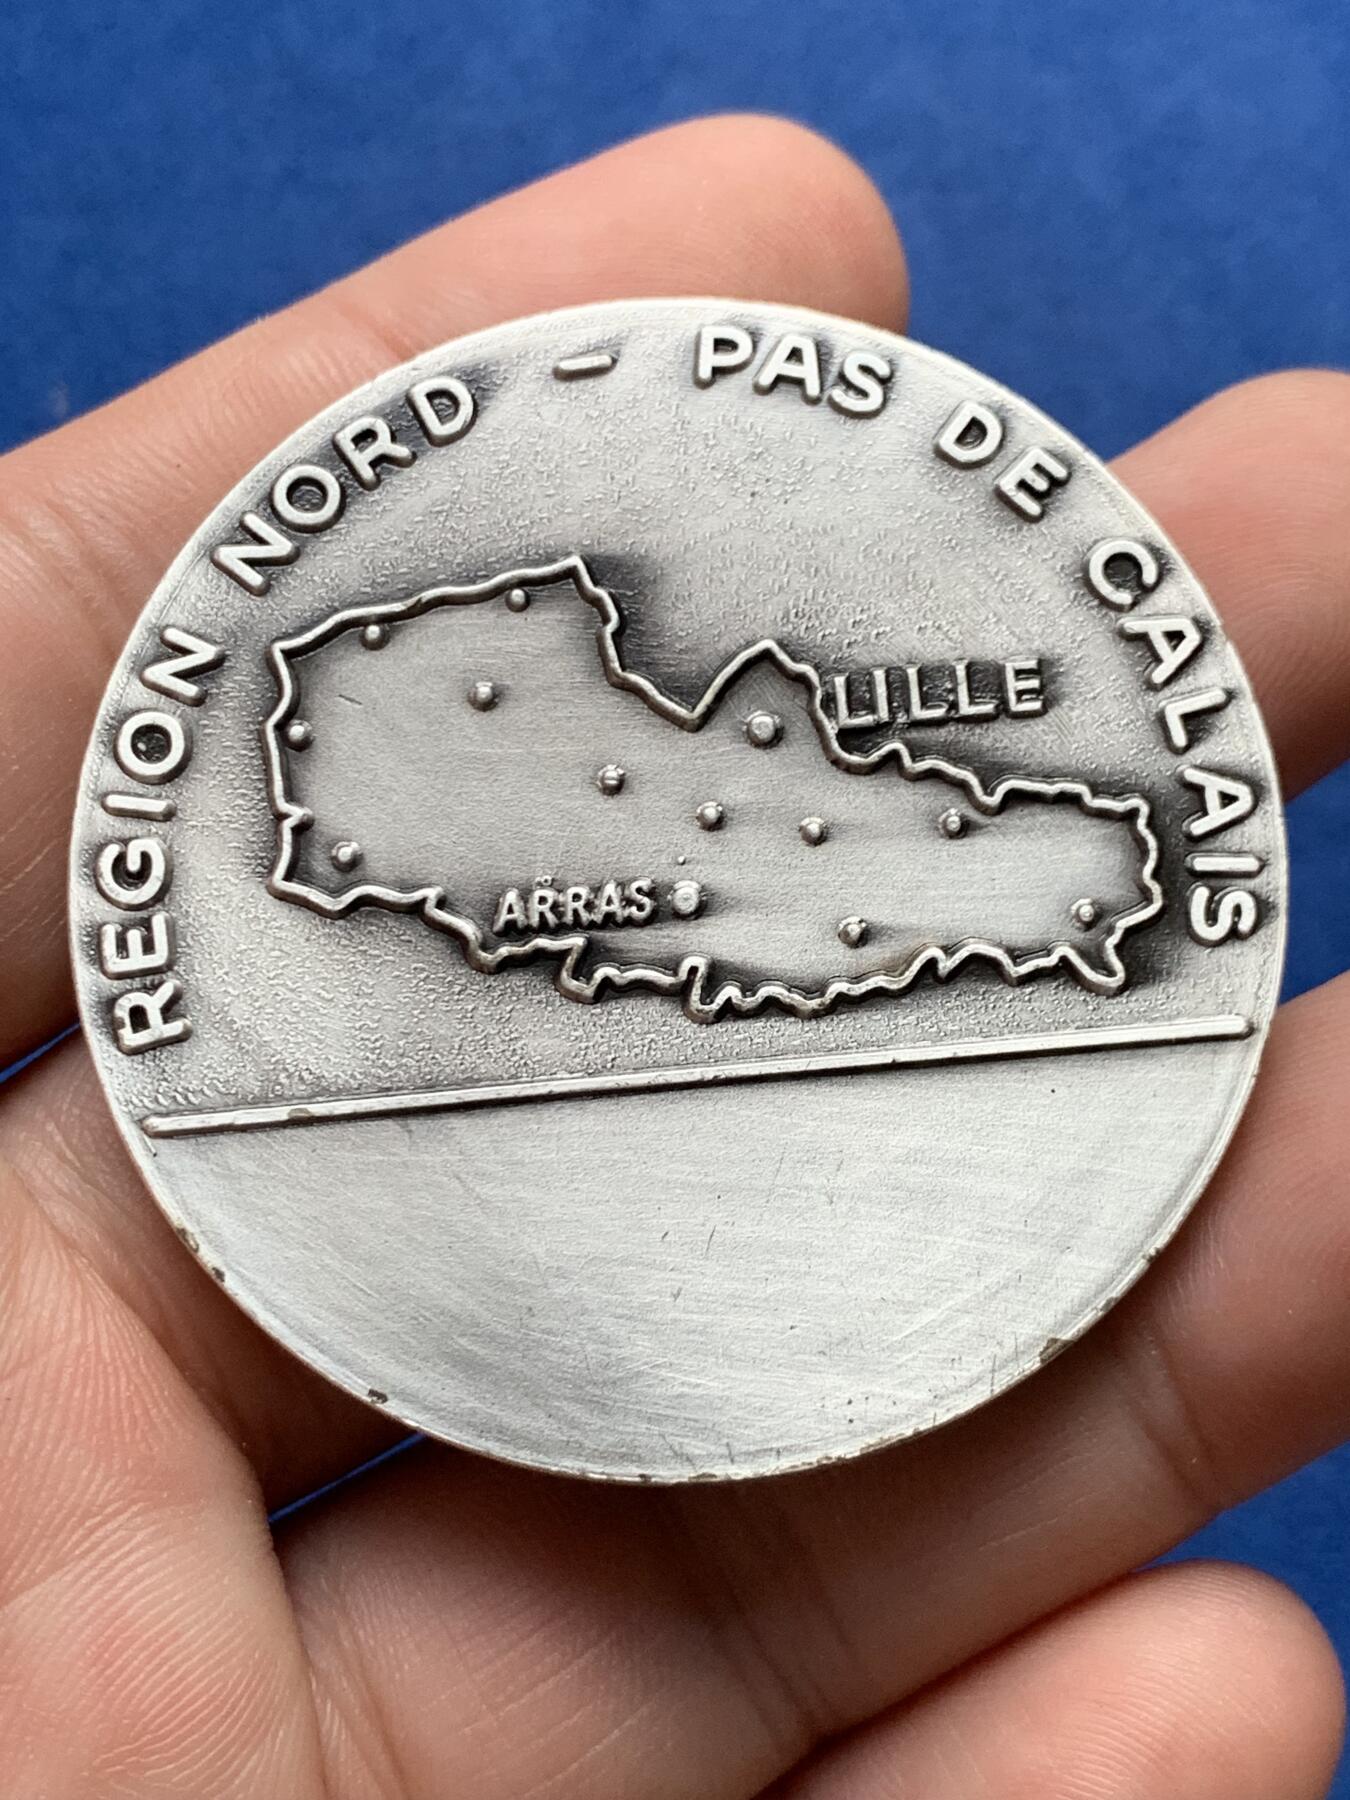 REGION NORD - PAS DE CALAIS
LILLE
ARRAS